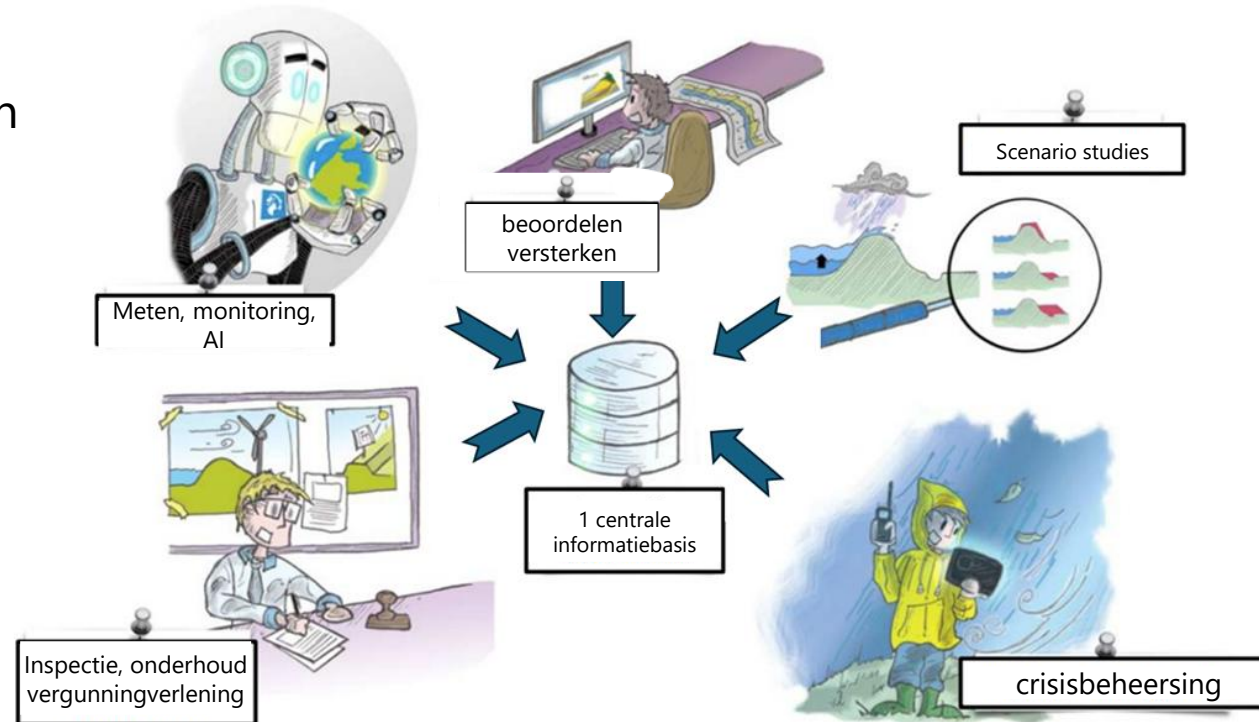 n
Scenario studies
beoordelen
versterken
Meten, monitoring,
AI
1 centrale
informatiebasis
Inspectie, onderhoud
vergunningverlening
crisisbeheersing